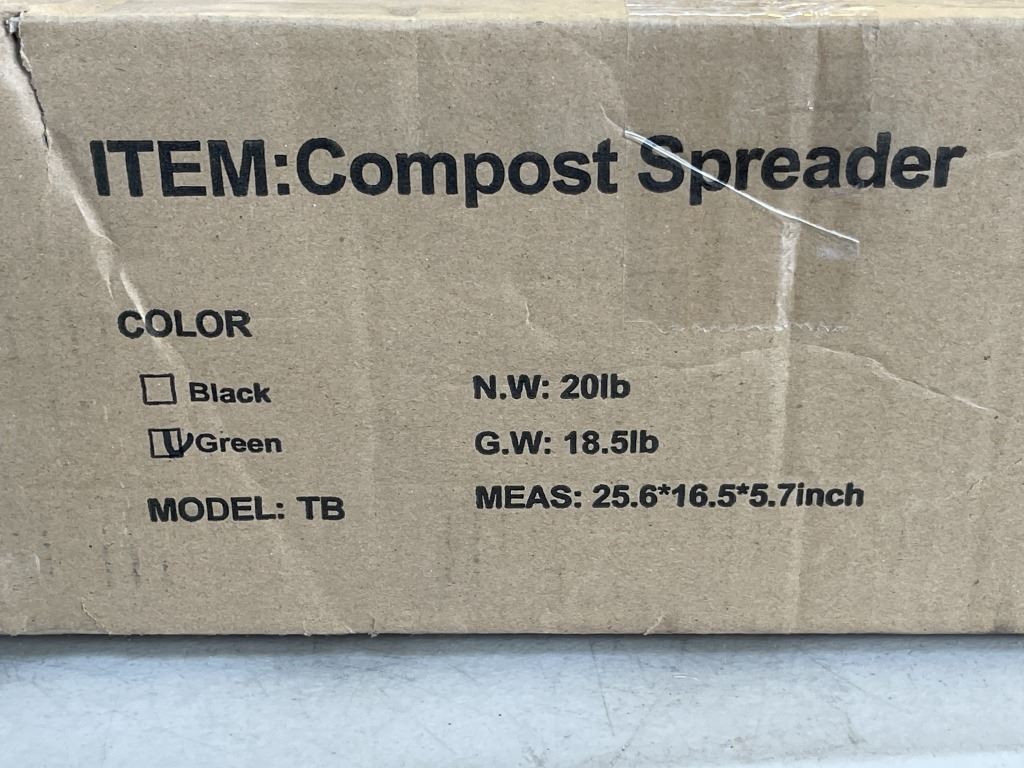 ITEM:Compost Spreader
COLOR
Black
Green
MODEL: TB
N.W: 20lb
G.W: 18.5lb
MEAS: 25.6*16.5*5.7inch